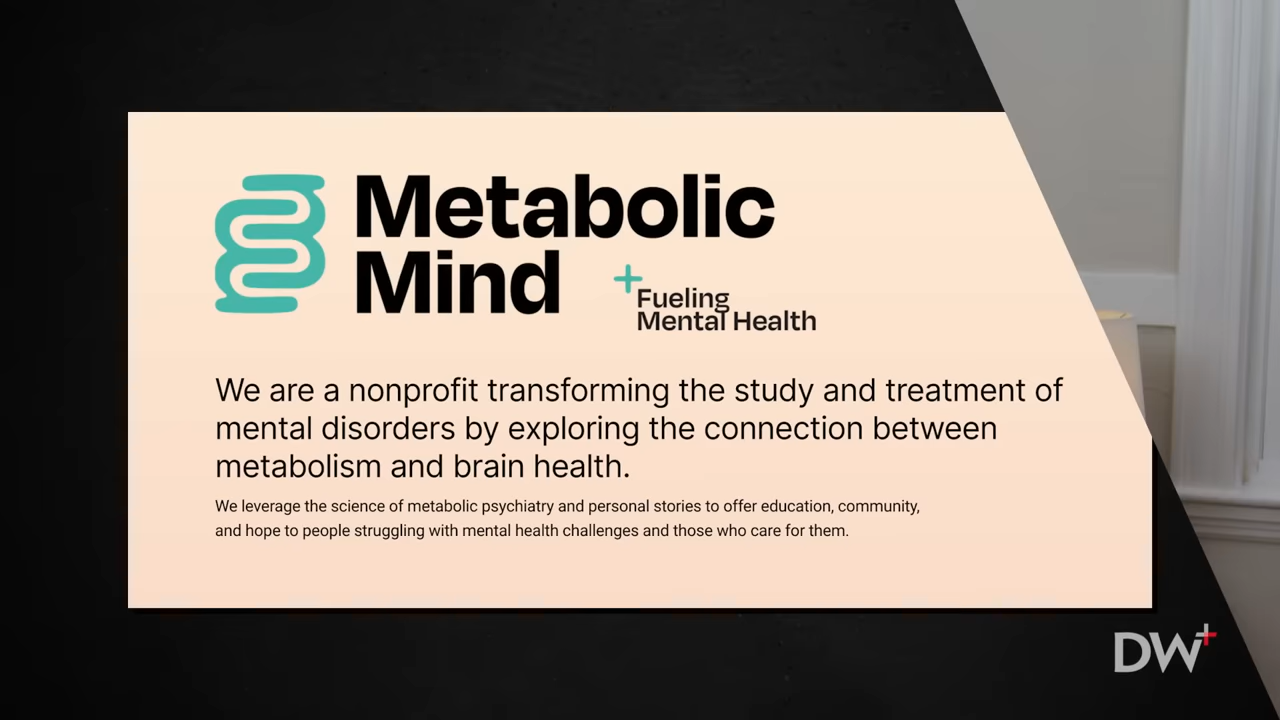 Metabolic
Mind
Fueling
Mental Health
We are a nonprofit transforming the study and treatment of
mental disorders by exploring the connection between
metabolism and brain health.
We leverage the science of metabolic psychiatry and personal stories to offer education, community,
and hope to people struggling with mental health challenges and those who care for them.
DW+